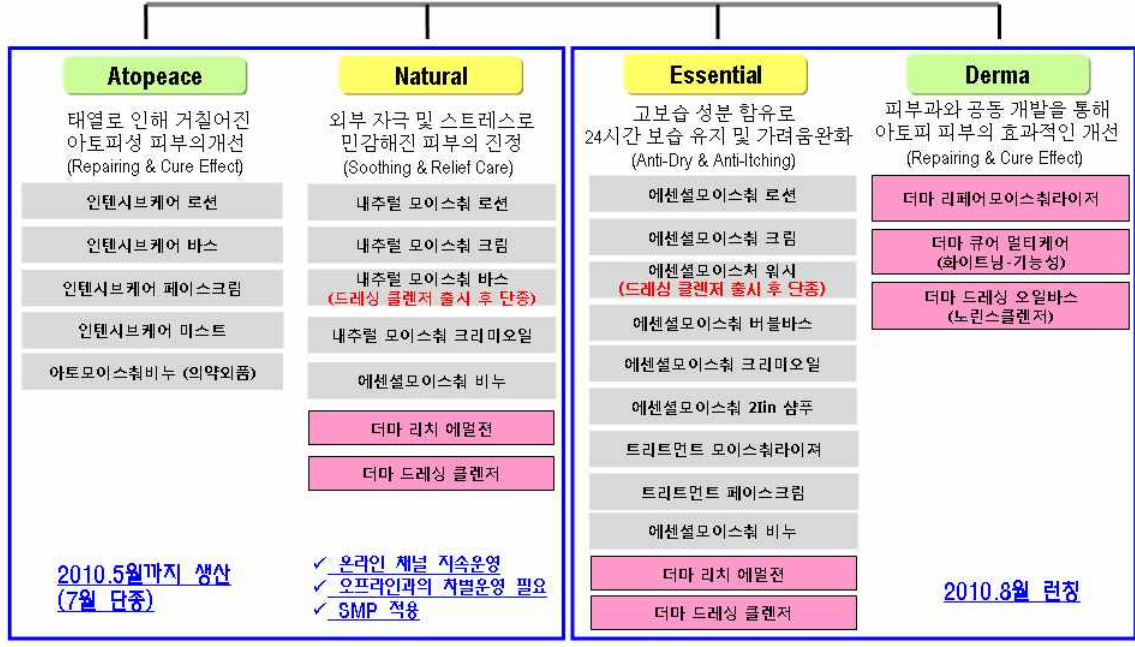 Atopeace
태열로 인해 거칠어진
아토피성 피부의개선
(Repairing & Cure Effect)
인텐시브케어 로션
인텐시브케어 바스
인텐시브케어 페이스크림
인텐시브케어 미스트
아토모이스춰비누 (의약외품)
2010.5월까지 생산
(7월 단종)
Natural
외부 자극 및 스트레스로
민감해진 피부의 진정
(Soothing & Relief Care)
내추럴 모이스춰 로션
내추럴 모이스춰 크림
내추럴 모이스춰 바스
(드레싱 클렌저 출시 후 단종)
내추럴 모이스춰 크리미오일
에센셜모이스춰 비누
더마 리치 에멀젼
더마 드레싱 클렌저
✓ 온라인 채널 지속운영
✓ 오프라인과의 차별운영 필요
✓ SMP 적용
Essential
고보습 성분 함유로
24시간 보습 유지 및 가려움완화
(Anti-Dry & Anti-Itching)
에센셜모이스춰 로션
에센셜모이스춰 크림
에센셜모이스처 워시
(드레싱 클렌저 출시 후 단종)
에센셜모이스춰 버블바스
에센셜모이스춰 크리미오일
에센셜모이스춰 2Iin 샴푸
트리트먼트 모이스춰라이져
트리트먼트 페이스크림
에센셜모이스춰 비누
더마 리치 에멀젼
더마 드레싱 클렌저
Derma
피부과와 공동 개발을 통해
아토피 피부의 효과적인 개선
(Repairing & Cure Effect)
더마 리페어모이스춰라이저
더마 큐어 멀티케어
(화이트닝-기능성)
더마 드레싱 오일바스
(노린스클렌저)
2010.8월 런칭